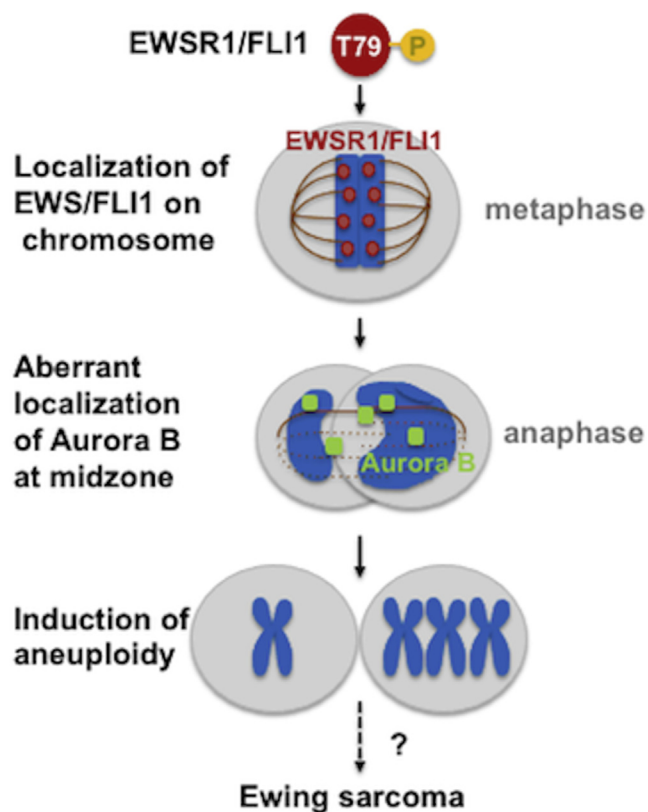 EWSR1/FLI1
T79
P
EWSR1/FLI1
Localization of
EWS/FLI1 on
chromosome
metaphase
Aberrant
localization
of Aurora B
at midzone
Aurora B
anaphase
Induction of
aneuploidy
?
Ewing sarcoma